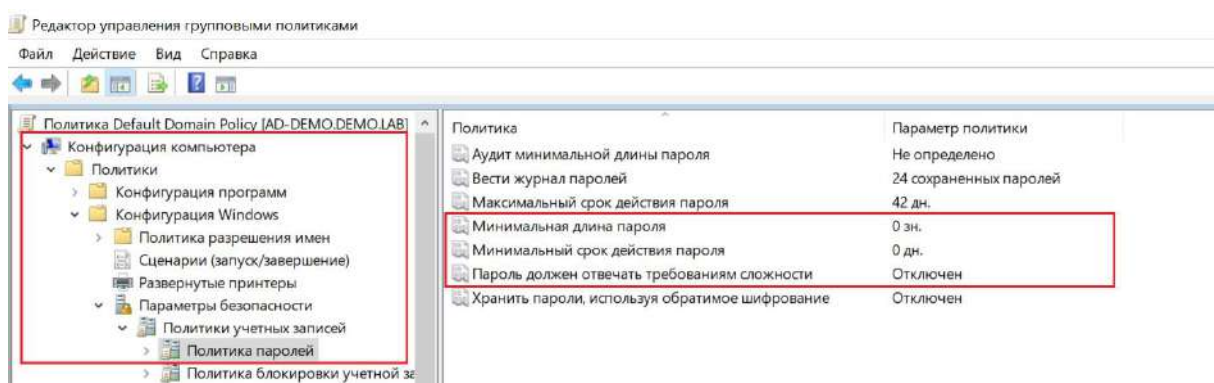 Редактор управления групповыми политиками
Файл Действие Вид Справка
Политика Default Domain Policy [AD-DEMO.DEMO.LAB]
Конфигурация компьютера
Политики
Конфигурация программ
Конфигурация Windows
Политика разрешения имен
Сценарии (запуск/завершение)
Развернутые принтеры
Параметры безопасности
Политики учетных записей
Политика паролей
Политика блокировки учетной за
Политика Параметр политики
Аудит минимальной длины пароля Не определено
Вести журнал паролей 24 сохраненных паролей
Максимальный срок действия пароля 42 дн.
Минимальная длина пароля 0 зн.
Минимальный срок действия пароля 0 дн.
Пароль должен отвечать требованиям сложности Отключен
Хранить пароли, используя обратимое шифрование Отключен